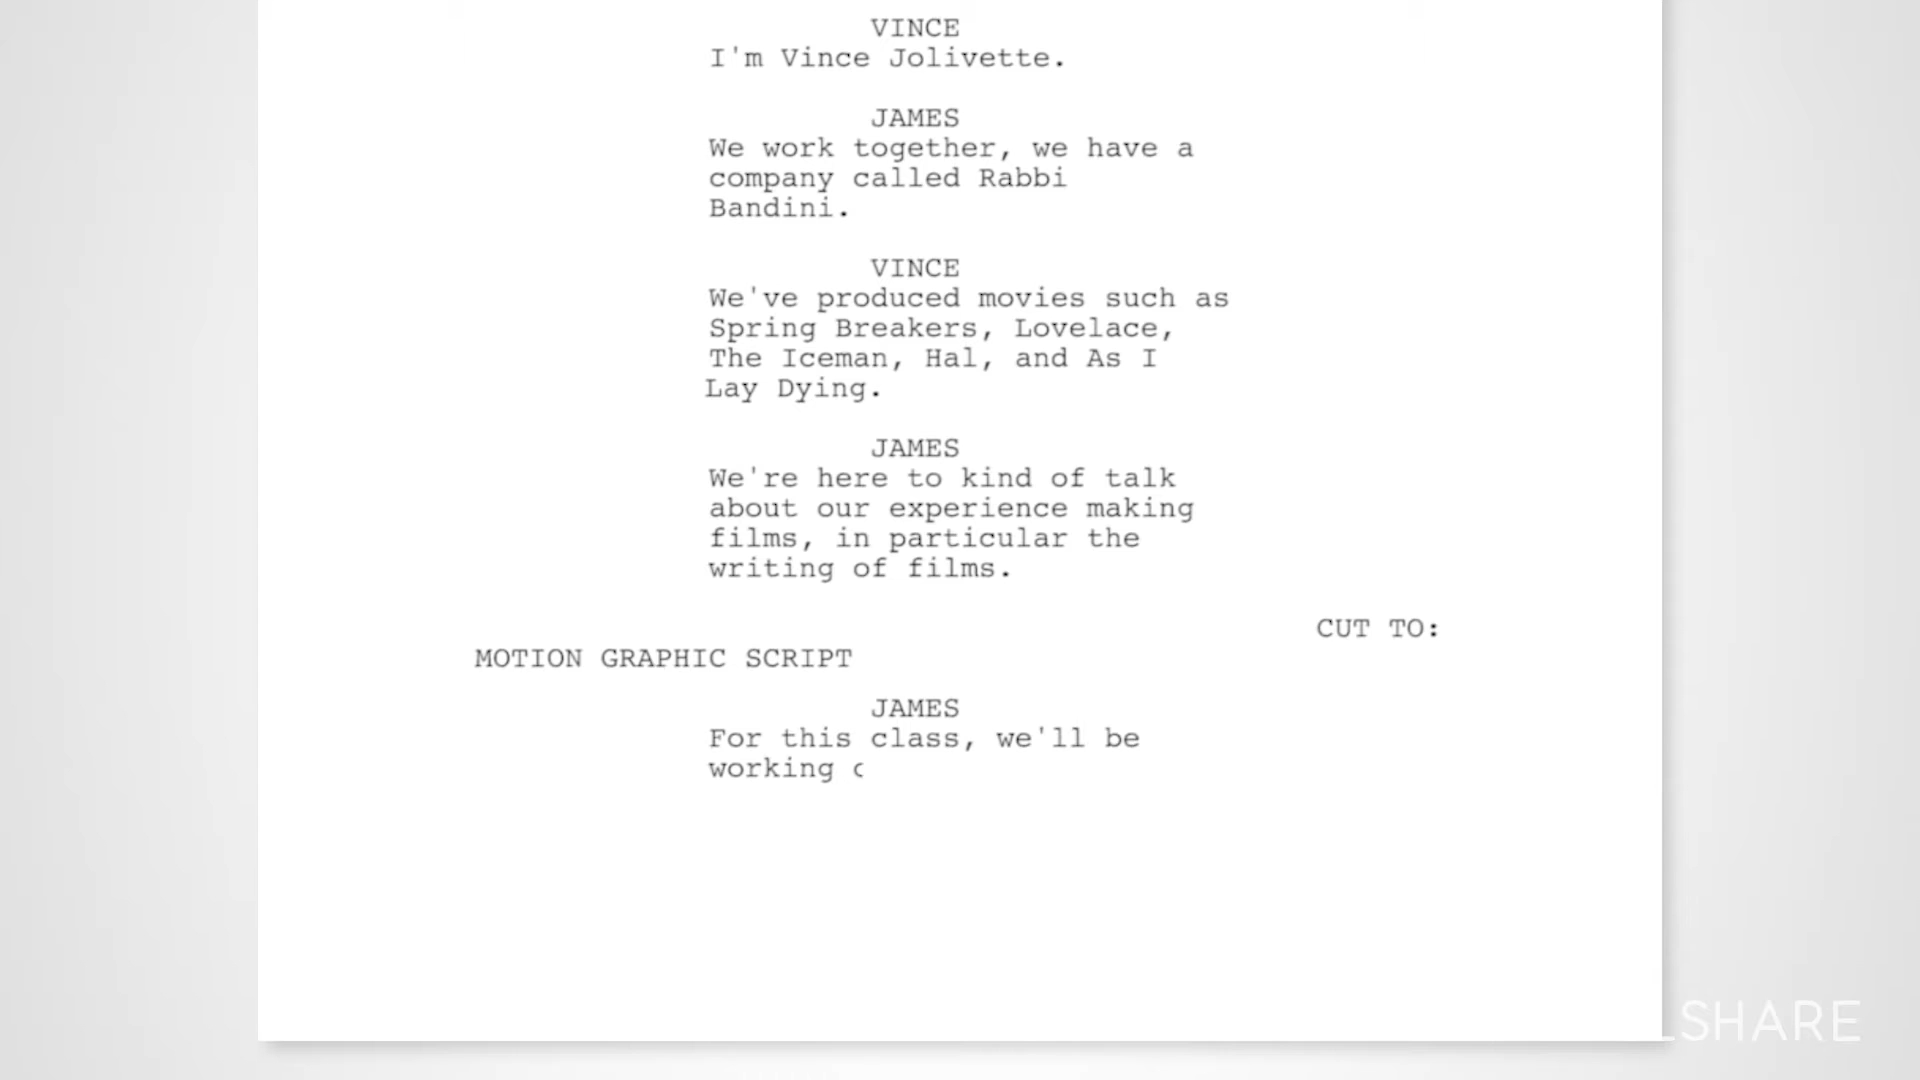 VINCE
I'm Vince Jolivette.
JAMES
We work together, we have a
company called Rabbi
Bandini.
VINCE
We've produced movies such as
Spring Breakers, Lovelace,
The Iceman, Hal, and As I
Lay Dying.
JAMES
We're here to kind of talk
about our experience making
films, in particular the
writing of films.
CUT TO:
MOTION GRAPHIC SCRIPT
JAMES
For this class, we'll be
working
SHARE